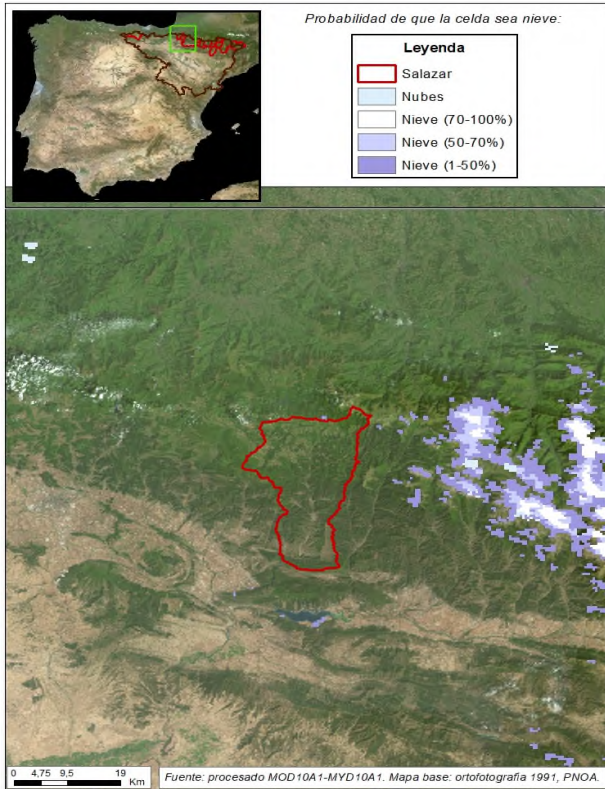 Probabilidad de que la celda sea nieve:
Leyenda
Salazar
Nubes
Nieve (70-100%)
Nieve (50-70%)
Nieve (1-50%)
0 4,75 9,5 19
Km
Fuente: procesado MOD10A1-MYD10A1. Mapa base: ortofotografía 1991, PNOA.